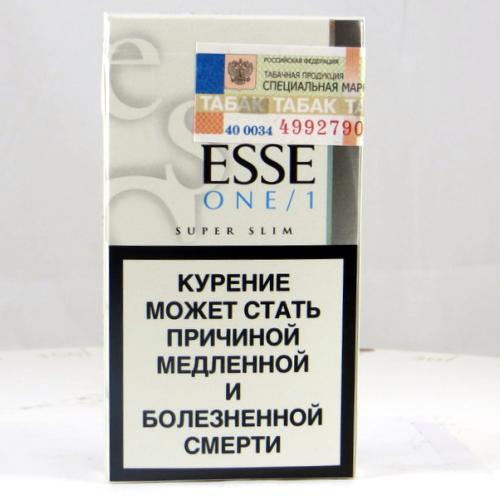 РОССИЙСКАЯ ФЕДЕРАЦИЯ
ТАБАЧНАЯ ПРОДУКЦИЯ
СПЕЦИАЛЬНАЯ МАР
ТАБАК ТАБАК ТА
40 0034 4992790
es
S
ESSE
ONE/1
SUPER SLIM
КУРЕНИЕ
МОЖЕТ СТАТЬ
ПРИЧИНОЙ
МЕДЛЕННОЙ
И
БОЛЕЗНЕННОЙ
СМЕРТИ